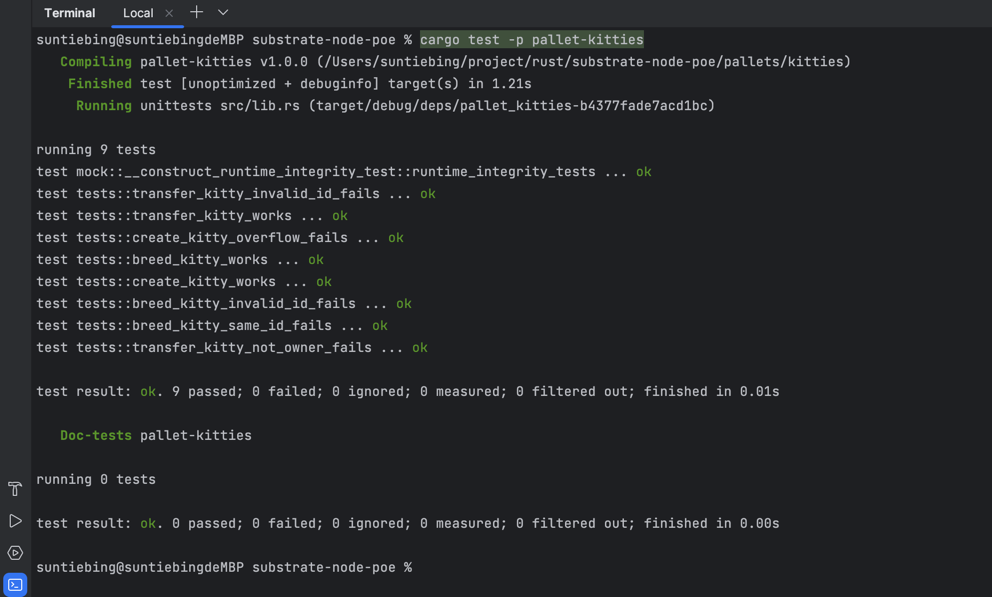 Terminal Local
suntiebing@suntiebingdeMBP substrate-node-poe % cargo test -p pallet-kitties
Compiling pallet-kitties v1.0.0 (/Users/suntiebing/project/rust/substrate-node-poe/pallets/kitties)
Finished test [unoptimized + debuginfo] target(s) in 1.21s
Running unittests src/lib.rs (target/debug/deps/pallet_kitties-b4377fade7acd1bc)
running 9 tests
test mock::__construct_runtime_integrity_test::runtime_integrity_tests ... ok
test tests::transfer_kitty_invalid_id_fails ... ok
test tests::transfer_kitty_works ... ok
test tests::create_kitty_overflow_fails ... ok
test tests::breed_kitty_works ... ok
test tests::create_kitty_works ... ok
test tests::breed_kitty_invalid_id_fails ... ok
test tests::breed_kitty_same_id_fails ... ok
test tests::transfer_kitty_not_owner_fails ... ok
test result: ok. 9 passed; 0 failed; 0 ignored; 0 measured; 0 filtered out; finished in 0.01s
Doc-tests pallet-kitties
running 0 tests
test result: ok. 0 passed; 0 failed; 0 ignored; 0 measured; 0 filtered out; finished in 0.00s
suntiebing@suntiebingdeMBP substrate-node-poe %